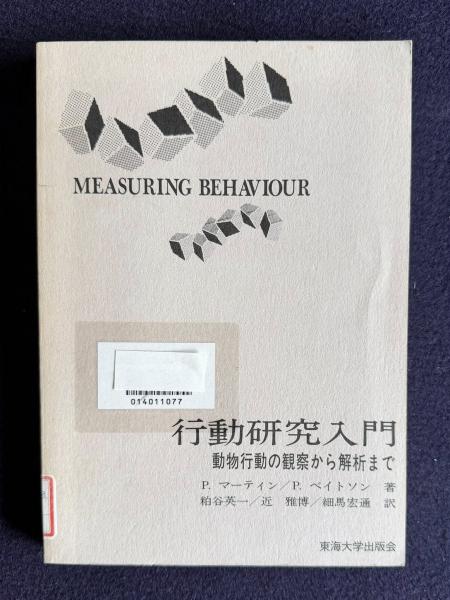 MEASURING BEHAVIOUR
014011077
行動研究入門
動物行動の観察から解析まで
P. マーティン／P. ベイトソン 著
粕谷英一／近 雅博／細馬宏通 訳
東海大学出版会